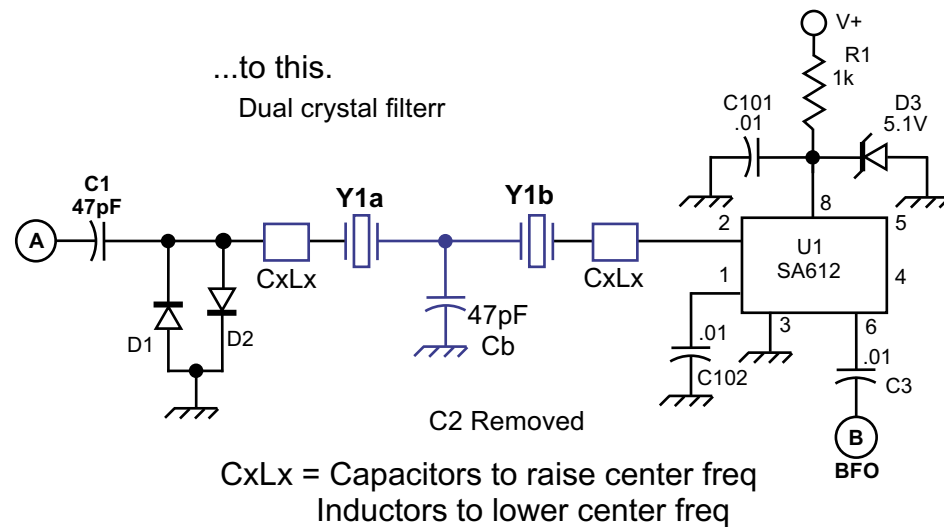 ...to this.
Dual crystal filterr
V+
R1
1k
C101
.01
D3
5.1V
C1
47pF
Y1a
Y1b
A
CxLx
CxLx
2
8
5
U1
SA612
1
4
3
6
D1
D2
47pF
Cb
.01
C102
.01
C3
C2 Removed
B
BFO
CxLx = Capacitors to raise center freq
Inductors to lower center freq